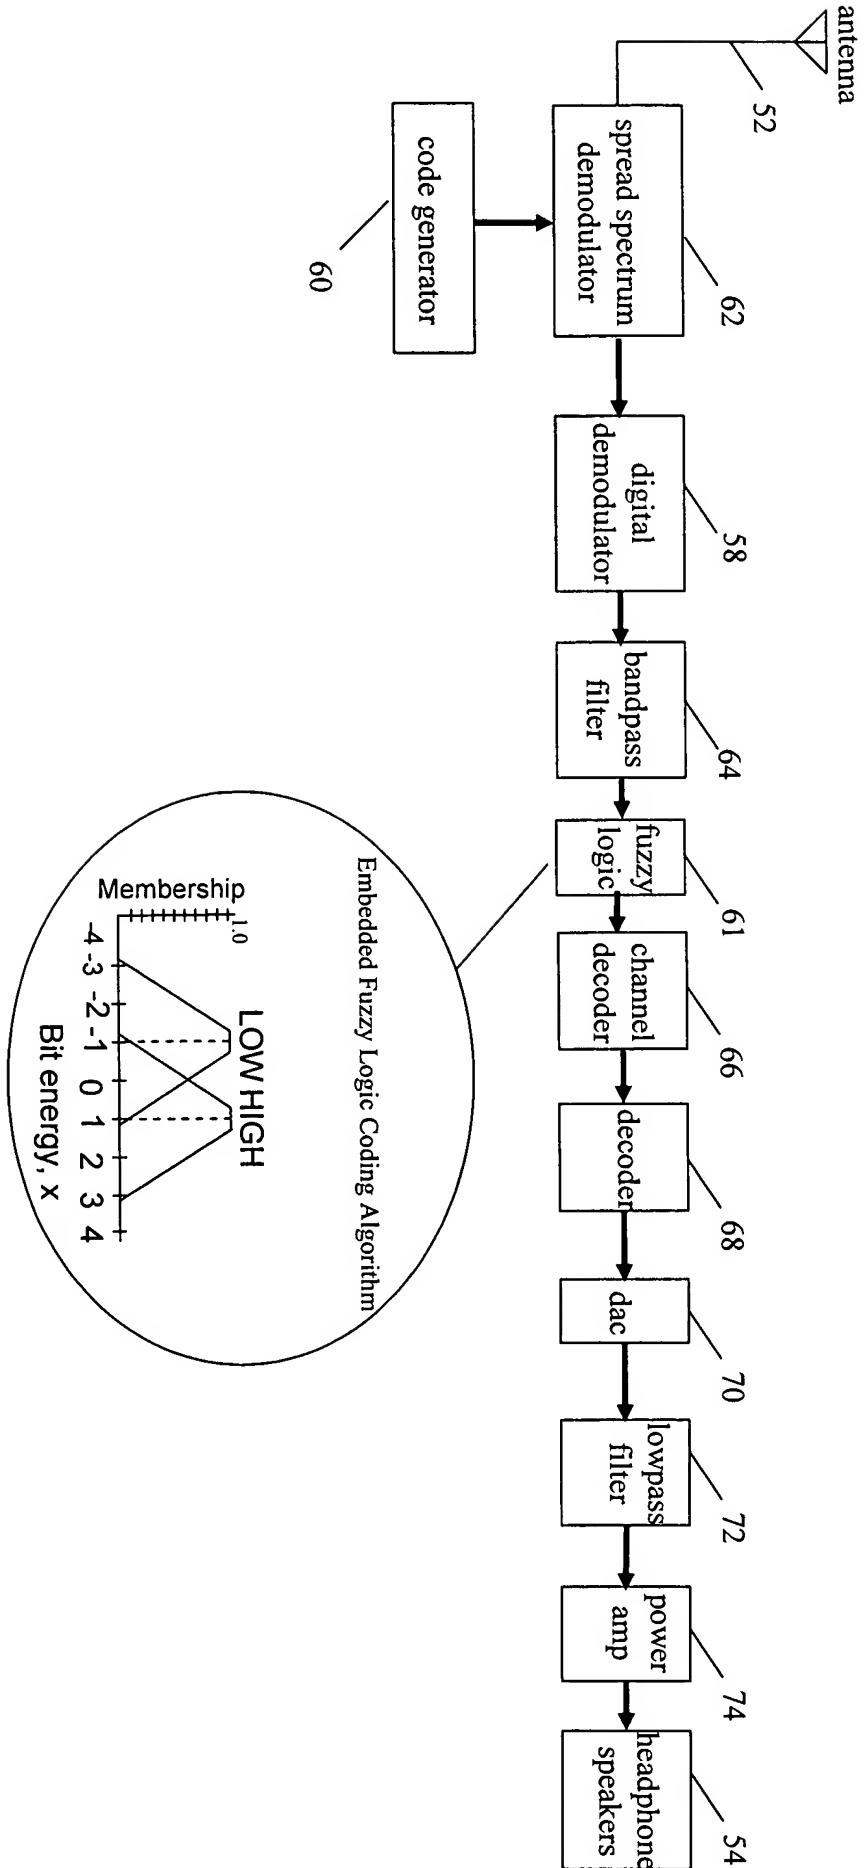 antenna
52
spread spectrum
demodulator
62
code generator
60
digital
demodulator
58
bandpass
filter
64
fuzzy
logic
61
channel
decoder
66
decoder
68
dac
70
lowpass
filter
72
power
amp
74
headphone
speakers
54
Embedded Fuzzy Logic Coding Algorithm
LOW HIGH
1.0
Membership
-4 -3 -2 -1 0 1 2 3 4
Bit energy, x